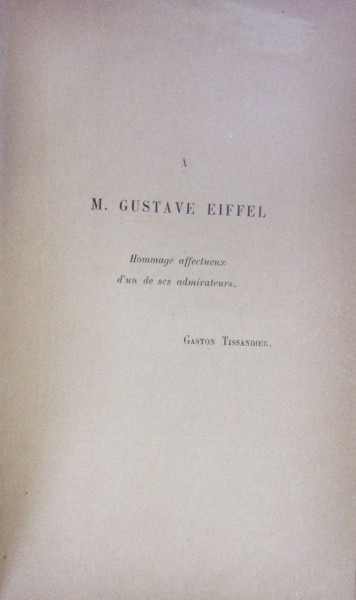 A
M. GUSTAVE EIFFEL
Hommage affectueux
d'un de ses admirateurs.
GASTON TISSANDIER.